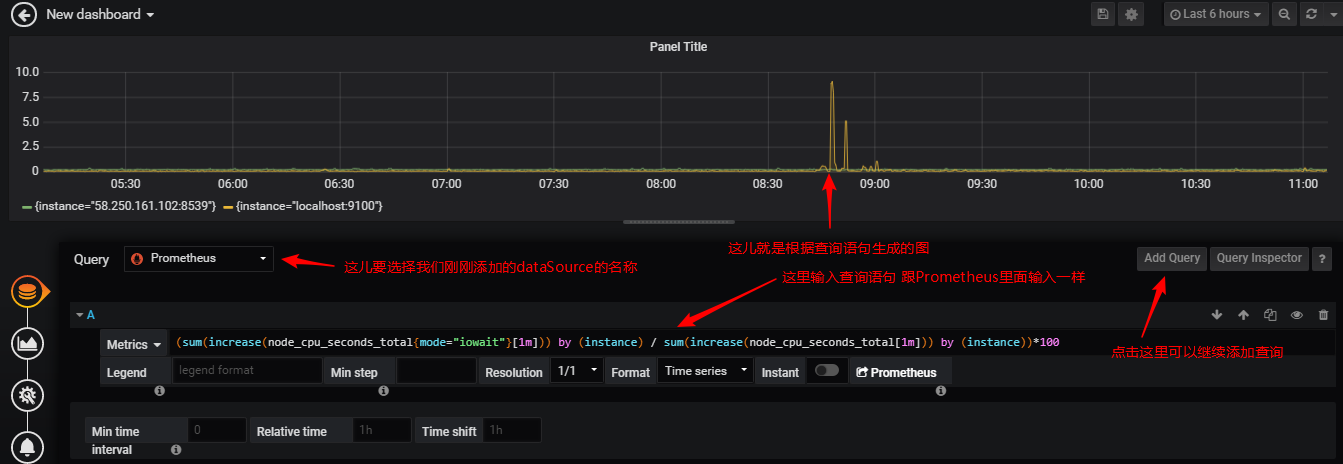 New dashboard
Last 6 hours
Panel Title
10.0
7.5
5.0
2.5
0
05:30 06:00 06:30 07:00 07:30 08:00 08:30 09:00 09:30 10:00 10:30 11:00
{instance="58.250.161.102:8539"} {instance="localhost:9100"}
这儿就是根据查询语句生成的图
Query Prometheus
这儿要选择我们刚刚添加的dataSource的名称
Add Query Query Inspector ?
这里输入查询语句 跟Prometheus里面输入一样
A
Metrics (sum(increase(node_cpu_seconds_total{mode="iowait"}[1m])) by (instance) / sum(increase(node_cpu_seconds_total[1m])) by (instance))*100
点击这里可以继续添加查询
Legend legend format Min step Resolution 1/1 Format Time series Instant Prometheus
Min time interval 0 Relative time 1h Time shift 1h